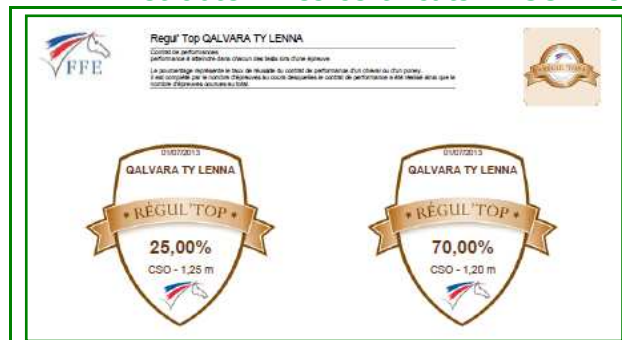 FFE
Regul' Top QALVARA TY LENNA
Contrat de performances
performance à atteindre dans chacun des tests lors d'une épreuve.
Le pourcentage représente le taux de réussite du contrat de performance d'un cheval ou d'un poney.
Il est complété par le nombre d'épreuves au cours desquelles le contrat de performance a été réalisé ainsi que le
nombre d'épreuves courues au total.
01/07/2013
QALVARA TY LENNA
RÉGUL'TOP
25,00%
CSO - 1,25 m
01/07/2013
QALVARA TY LENNA
RÉGUL'TOP
70,00%
CSO - 1,20 m